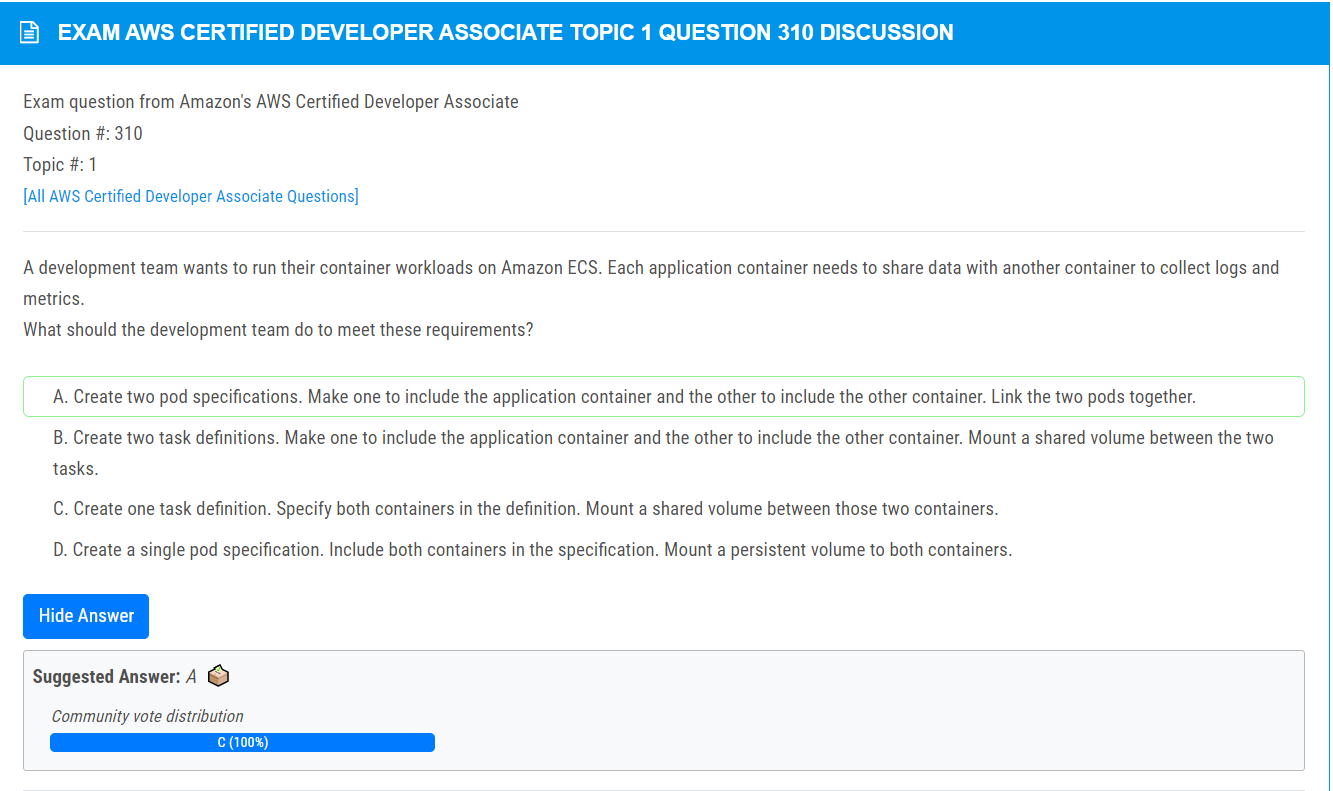 EXAM AWS CERTIFIED DEVELOPER ASSOCIATE TOPIC 1 QUESTION 310 DISCUSSION
Exam question from Amazon's AWS Certified Developer Associate
Question #: 310
Topic #: 1
[All AWS Certified Developer Associate Questions]
A development team wants to run their container workloads on Amazon ECS. Each application container needs to share data with another container to collect logs and
metrics.
What should the development team do to meet these requirements?
A. Create two pod specifications. Make one to include the application container and the other to include the other container. Link the two pods together.
B. Create two task definitions. Make one to include the application container and the other to include the other container. Mount a shared volume between the two
tasks.
C. Create one task definition. Specify both containers in the definition. Mount a shared volume between those two containers.
D. Create a single pod specification. Include both containers in the specification. Mount a persistent volume to both containers.
Hide Answer
Suggested Answer: A
Community vote distribution
C (100%)